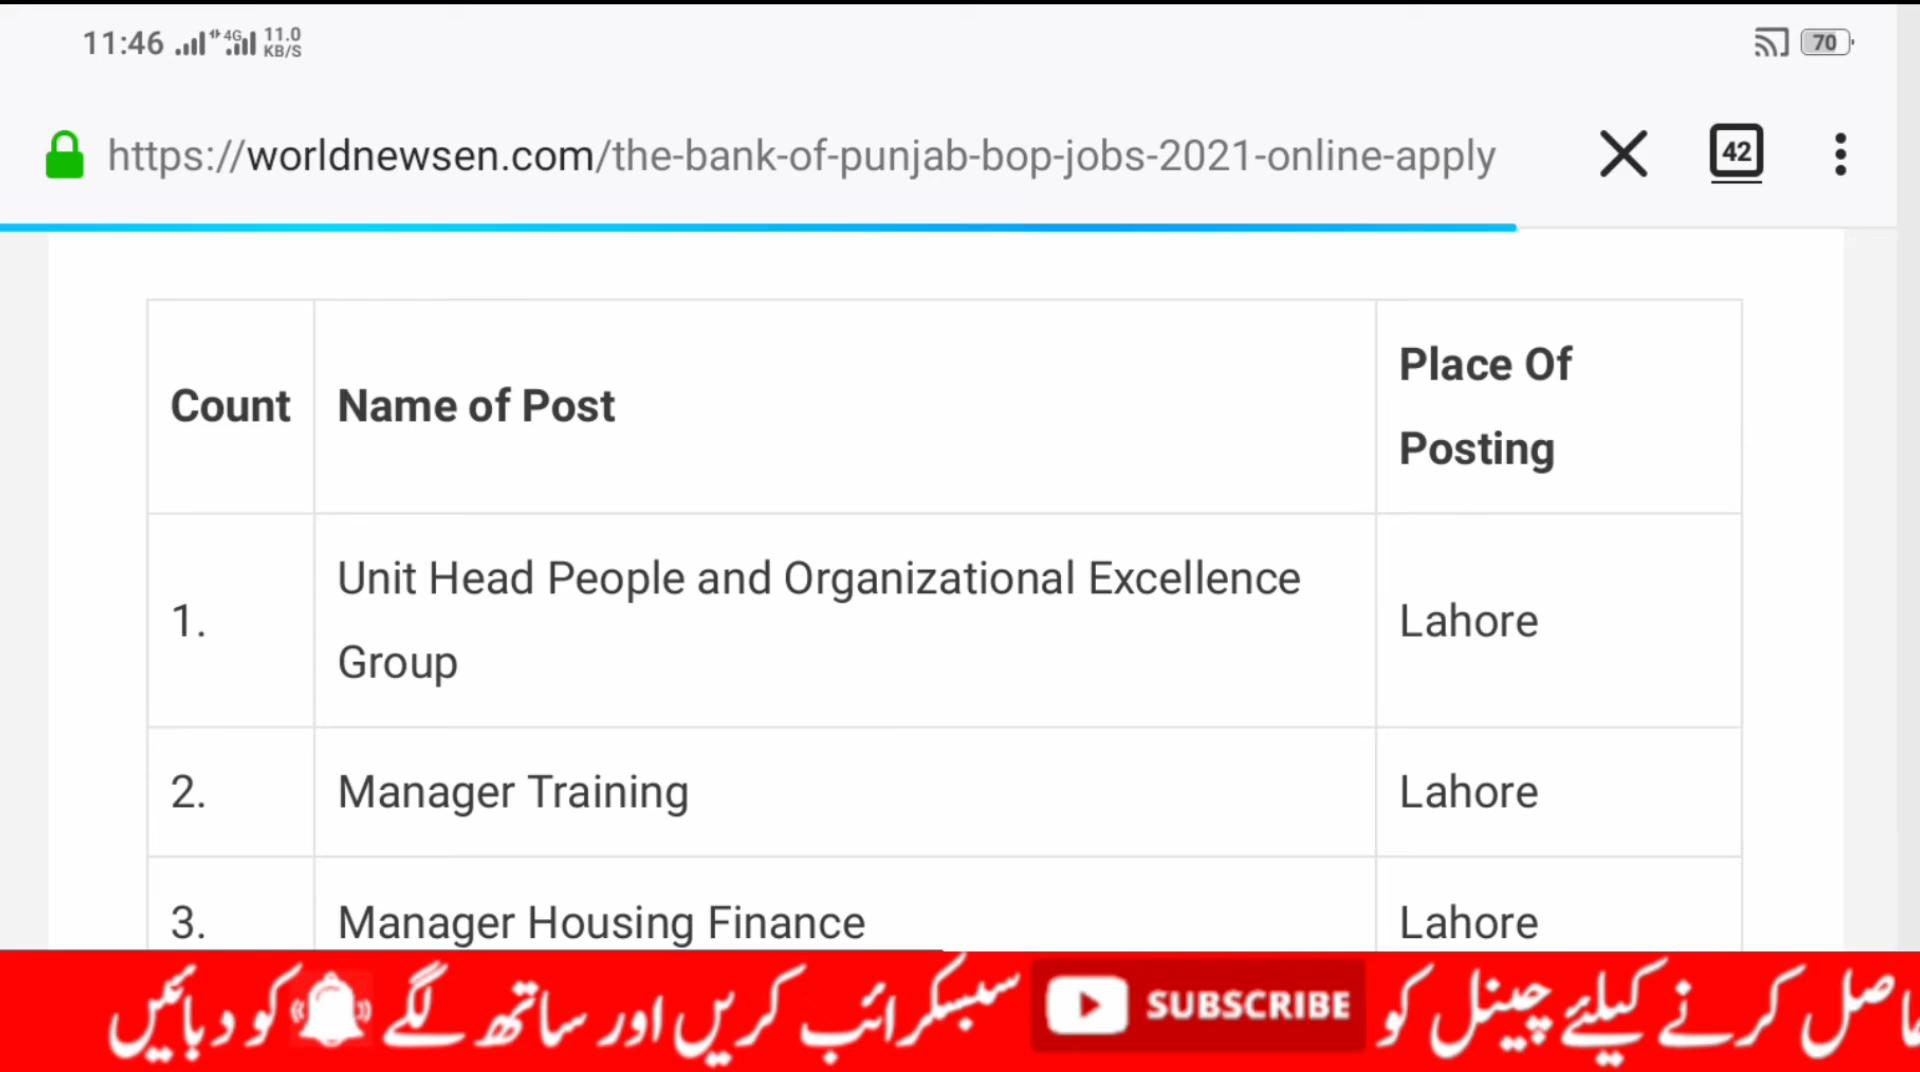 11:46 4G 11.0 KB/S 70
https://worldnewsen.com/the-bank-of-punjab-bop-jobs-2021-online-apply 42
Count Name of Post Place Of Posting
1. Unit Head People and Organizational Excellence Group Lahore
2. Manager Training Lahore
3. Manager Housing Finance Lahore
کرنے کیلئے چینل کو SUBSCRIBE سبسکرائب کریں اور ساتھ لگے کو دبائیں